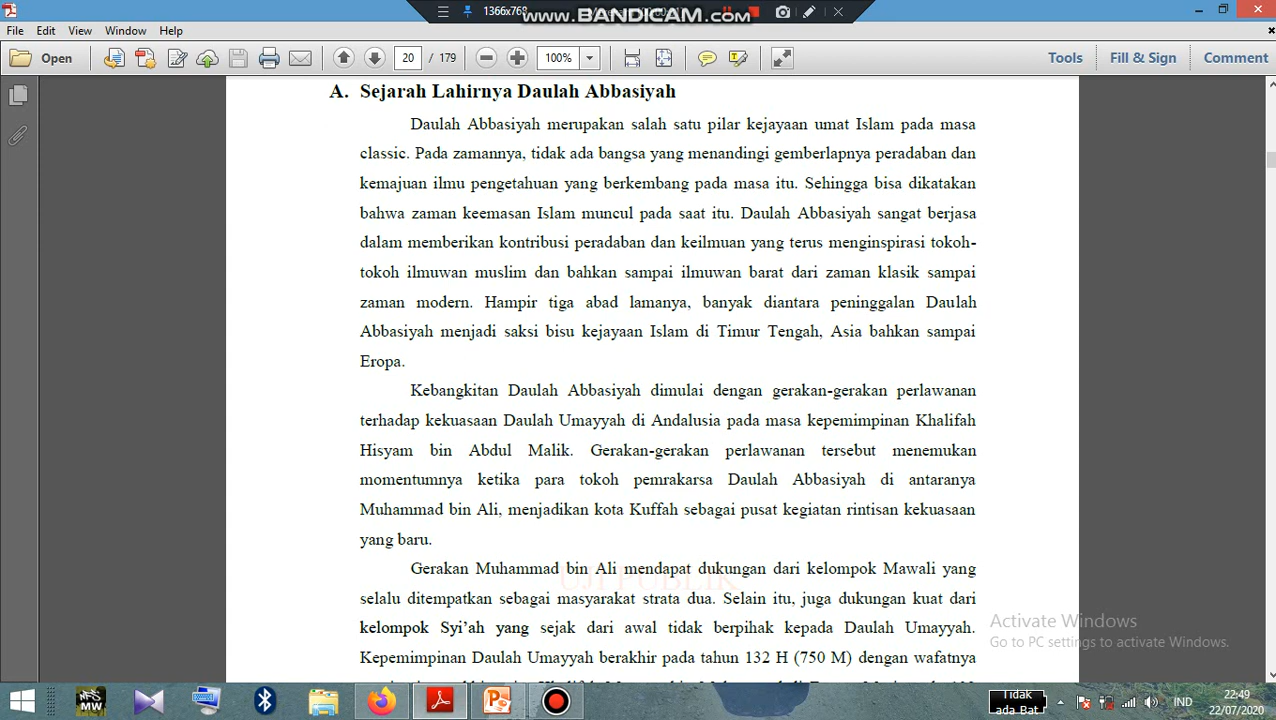 1366x768
www.BANDICAM.com
File Edit View Window Help
Open 20 / 179 100% Tools Fill & Sign Comment
A. Sejarah Lahirnya Daulah Abbasiyah
Daulah Abbasiyah merupakan salah satu pilar kejayaan umat Islam pada masa
classic. Pada zamannya, tidak ada bangsa yang menandingi gemberlapnya peradaban dan
kemajuan ilmu pengetahuan yang berkembang pada masa itu. Sehingga bisa dikatakan
bahwa zaman keemasan Islam muncul pada saat itu. Daulah Abbasiyah sangat berjasa
dalam memberikan kontribusi peradaban dan keilmuan yang terus menginspirasi tokoh-
tokoh ilmuwan muslim dan bahkan sampai ilmuwan barat dari zaman klasik sampai
zaman modern. Hampir tiga abad lamanya, banyak diantara peninggalan Daulah
Abbasiyah menjadi saksi bisu kejayaan Islam di Timur Tengah, Asia bahkan sampai
Eropa.
Kebangkitan Daulah Abbasiyah dimulai dengan gerakan-gerakan perlawanan
terhadap kekuasaan Daulah Umayyah di Andalusia pada masa kepemimpinan Khalifah
Hisyam bin Abdul Malik. Gerakan-gerakan perlawanan tersebut menemukan
momentumnya ketika para tokoh pemrakarsa Daulah Abbasiyah di antaranya
Muhammad bin Ali, menjadikan kota Kuffah sebagai pusat kegiatan rintisan kekuasaan
yang baru.
Gerakan Muhammad bin Ali mendapat dukungan dari kelompok Mawali yang
UJI PUBLIK
selalu ditempatkan sebagai masyarakat strata dua. Selain itu, juga dukungan kuat dari
kelompok Syi’ah yang sejak dari awal tidak berpihak kepada Daulah Umayyah.
Kepemimpinan Daulah Umayyah berakhir pada tahun 132 H (750 M) dengan wafatnya
Activate Windows
Go to PC settings to activate Windows.
NFS
MW
Tidak
ada Bat
IND
22:49
22/07/2020